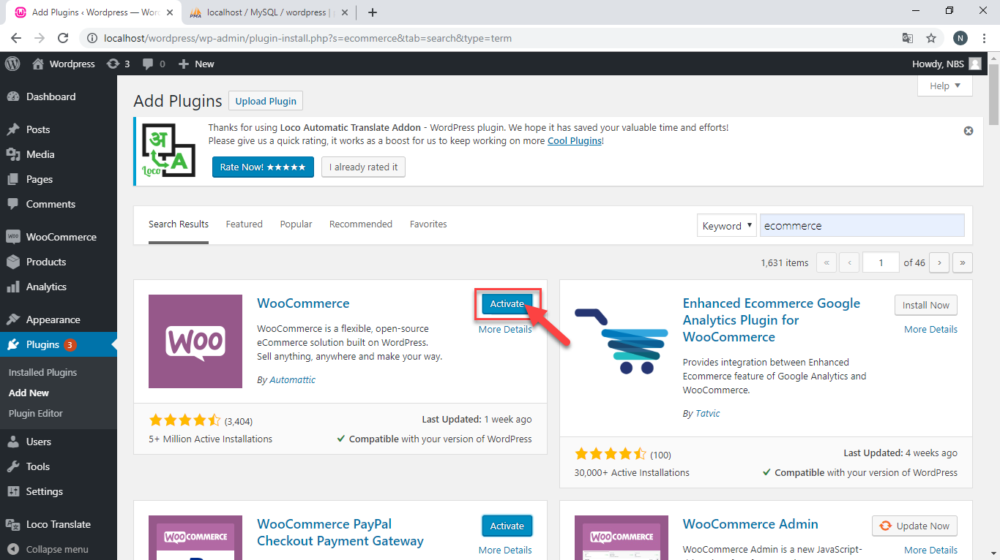 Add Plugins ‹ Wordpress — Wor
localhost / MySQL / wordpress |
localhost/wordpress/wp-admin/plugin-install.php?s=ecommerce&tab=search&type=term
N
Wordpress 3 0 New
Howdy, NBS
Dashboard
Posts
Media
Pages
Comments
WooCommerce
Products
Analytics
Appearance
Plugins 3
Installed Plugins
Add New
Plugin Editor
Users
Tools
Settings
Loco Translate
Collapse menu
Help ▼
Add Plugins Upload Plugin
अ
A
Loco
Thanks for using Loco Automatic Translate Addon - WordPress plugin. We hope it has saved your valuable time and efforts!
Please give us a quick rating, it works as a boost for us to keep working on more Cool Plugins!
Rate Now! ★★★★★ I already rated it
Search Results Featured Popular Recommended Favorites
Keyword ▼ ecommerce
1,631 items « ‹ 1 of 46 › »
WOO
WooCommerce
Activate
More Details
WooCommerce is a flexible, open-source
eCommerce solution built on WordPress.
Sell anything, anywhere and make your way.
By Automattic
(3,404)
Last Updated: 1 week ago
5+ Million Active Installations
✔ Compatible with your version of WordPress
Enhanced Ecommerce Google
Analytics Plugin for
WooCommerce
Install Now
More Details
Provides integration between Enhanced
Ecommerce feature of Google Analytics and
WooCommerce.
By Tatvic
(100)
Last Updated: 4 weeks ago
30,000+ Active Installations
✔ Compatible with your version of WordPress
WOOCOMMERCE
WooCommerce PayPal
Checkout Payment Gateway
Activate
More Details
WOOCOMMERCE
WooCommerce Admin
Update Now
More Details
WooCommerce Admin is a new JavaScript-